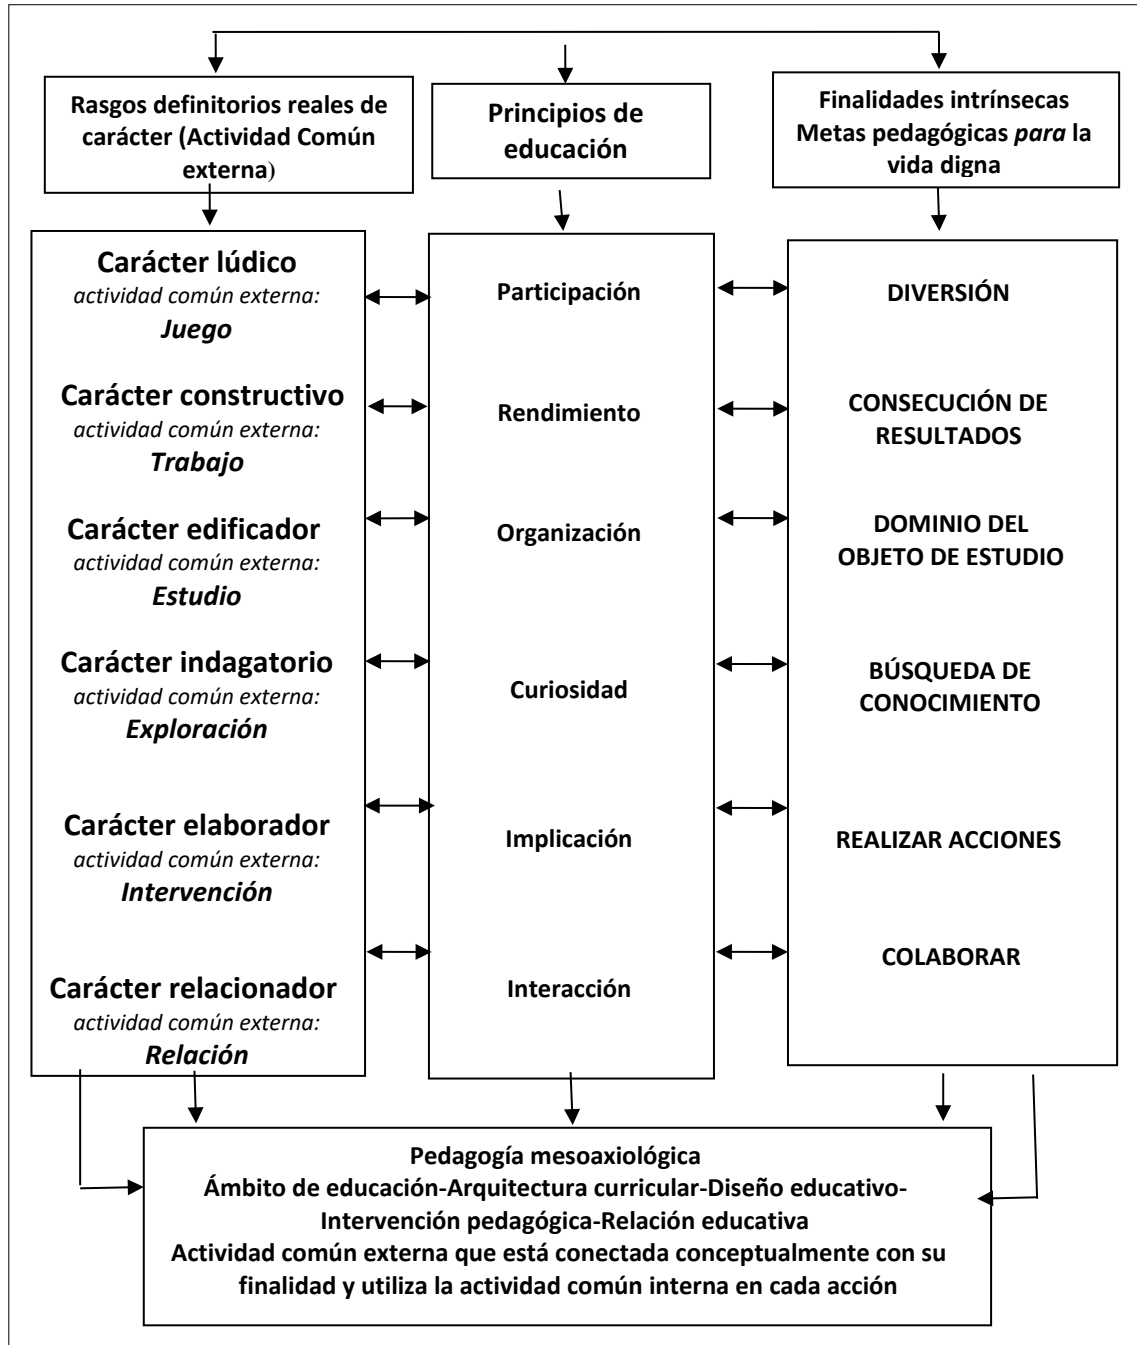 Rasgos definitorios reales de
carácter (Actividad Común
externa)
Principios de
educación
Finalidades intrínsecas
Metas pedagógicas para la
vida digna
Carácter lúdico
actividad común externa:
Juego
Carácter constructivo
actividad común externa:
Trabajo
Carácter edificador
actividad común externa:
Estudio
Carácter indagatorio
actividad común externa:
Exploración
Carácter elaborador
actividad común externa:
Intervención
Carácter relacionador
actividad común externa:
Relación
Participación
Rendimiento
Organización
Curiosidad
Implicación
Interacción
DIVERSIÓN
CONSECUCIÓN DE
RESULTADOS
DOMINIO DEL
OBJETO DE ESTUDIO
BÚSQUEDA DE
CONOCIMIENTO
REALIZAR ACCIONES
COLABORAR
Pedagogía mesoaxiológica
Ámbito de educación-Arquitectura curricular-Diseño educativo-
Intervención pedagógica-Relación educativa
Actividad común externa que está conectada conceptualmente con su
finalidad y utiliza la actividad común interna en cada acción